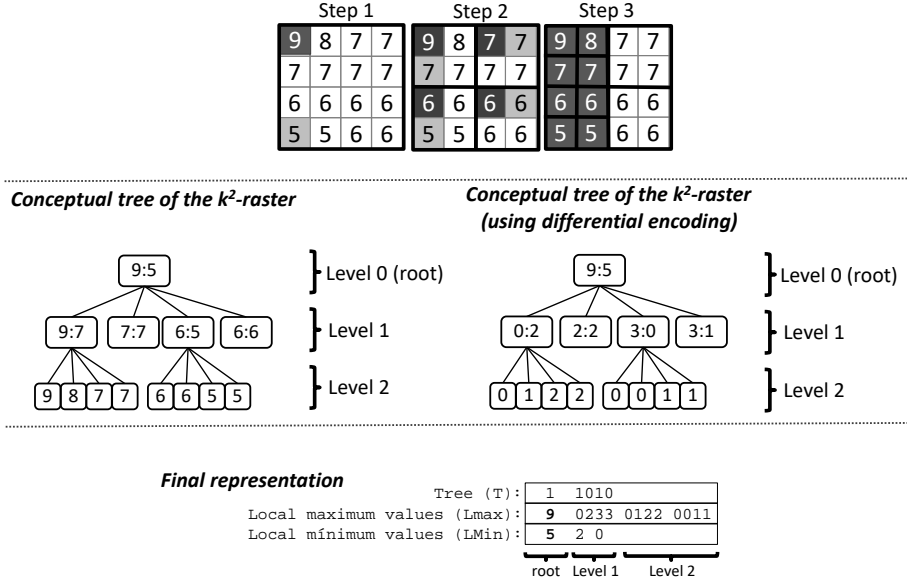 Step 1 Step 2 Step 3
9 8 7 7 9 8 7 7 9 8 7 7
7 7 7 7 7 7 7 7 7 7 7 7
6 6 6 6 6 6 6 6 6 6 6 6
5 5 6 6 5 5 6 6 5 5 6 6
Conceptual tree of the k²-raster
9:5
Level 0 (root)
9:7 7:7 6:5 6:6
Level 1
9 8 7 7 6 6 5 5
Level 2
Conceptual tree of the k²-raster
(using differential encoding)
9:5
Level 0 (root)
0:2 2:2 3:0 3:1
Level 1
0 1 2 2 0 0 1 1
Level 2
Final representation
Tree (T): 1 1010
Local maximum values (Lmax): 9 0233 0122 0011
Local mínimum values (LMin): 5 2 0
root Level 1 Level 2